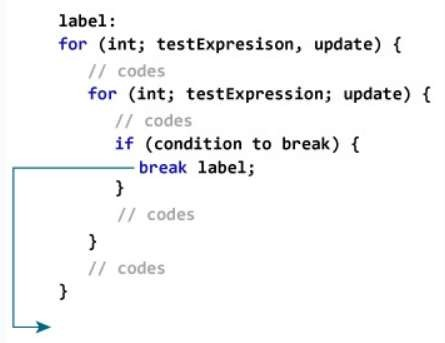 label:
for (int; testExpresison, update) {
// codes
for (int; testExpression; update) {
// codes
if (condition to break) {
break label;
}
// codes
}
// codes
}